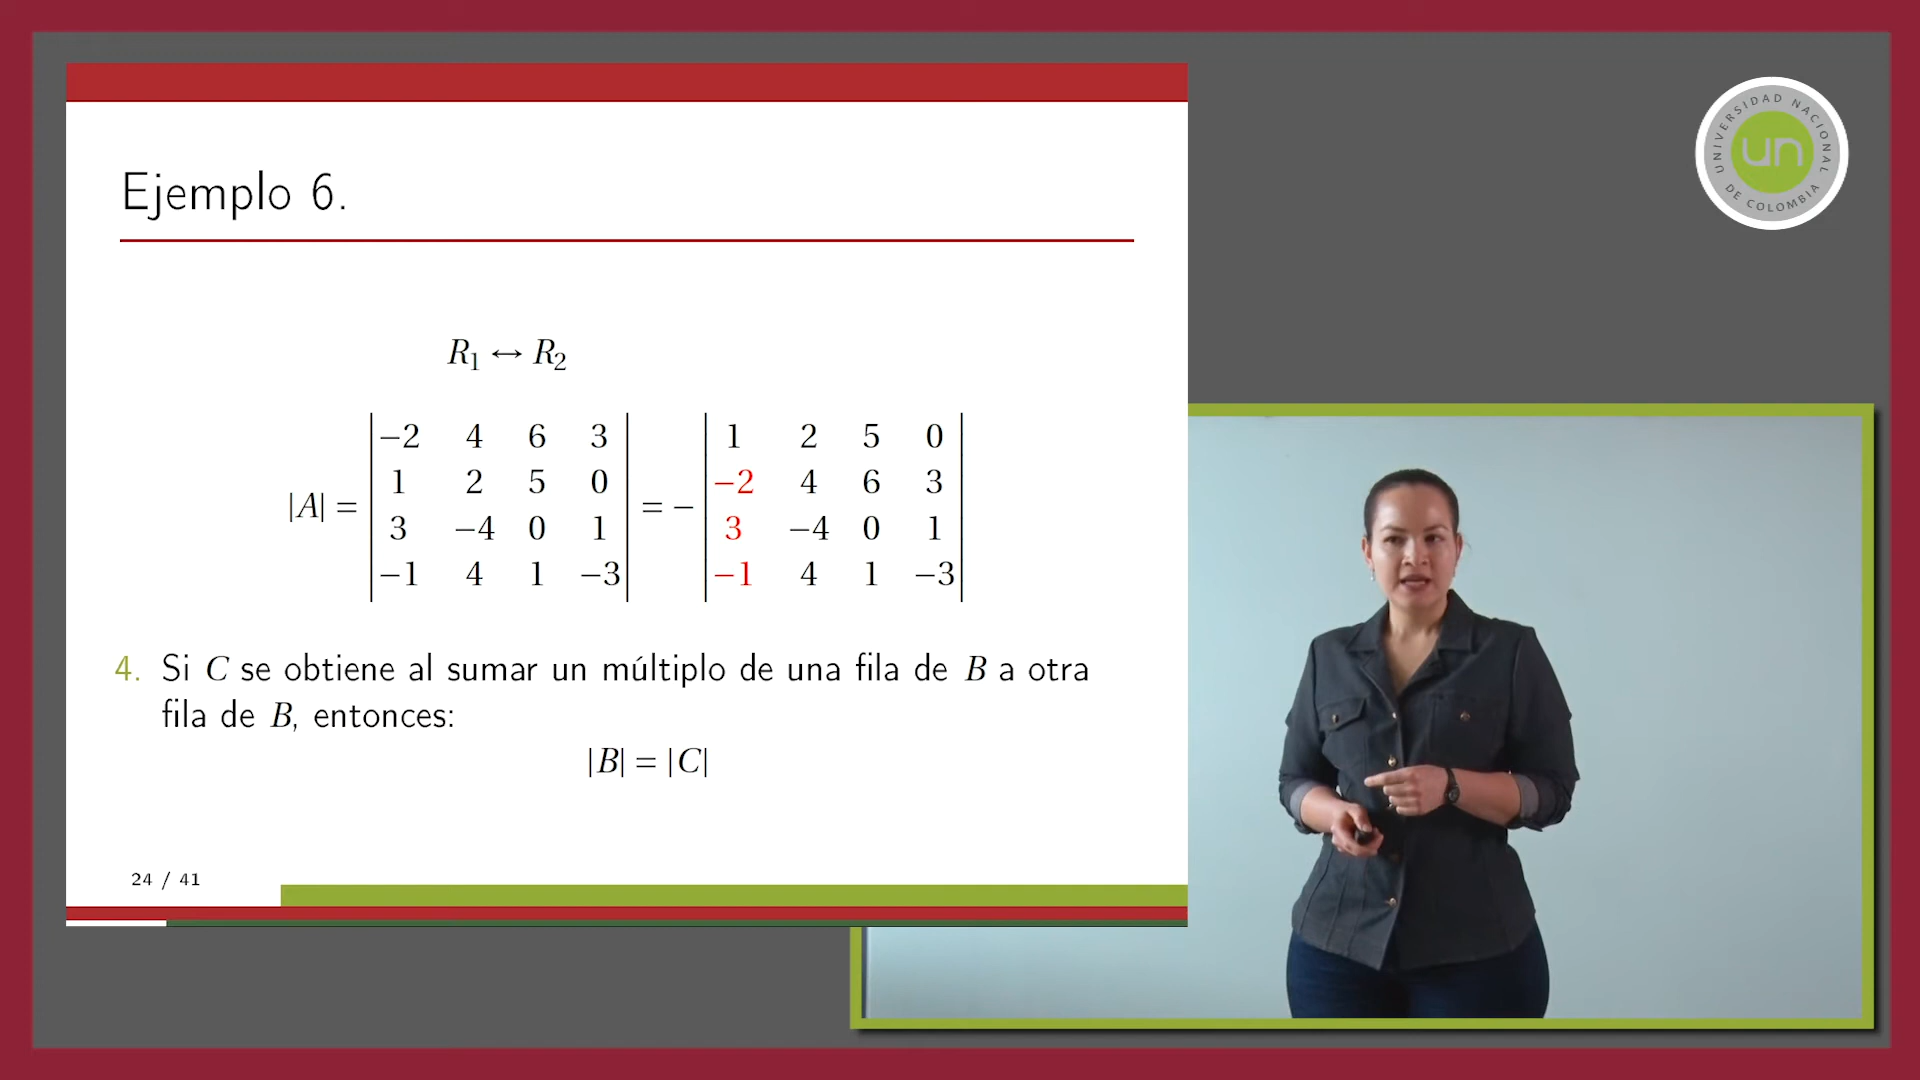 Ejemplo 6.
R₁ ↔ R₂
|A| = |−2 4 6 3| = − |1 2 5 0|
|1 2 5 0| |−2 4 6 3|
|3 −4 0 1| |3 −4 0 1|
|−1 4 1 −3| |−1 4 1 −3|
4. Si C se obtiene al sumar un múltiplo de una fila de B a otra
fila de B, entonces:
|B| = |C|
24 / 41
UNIVERSIDAD NACIONAL
DE COLOMBIA
un